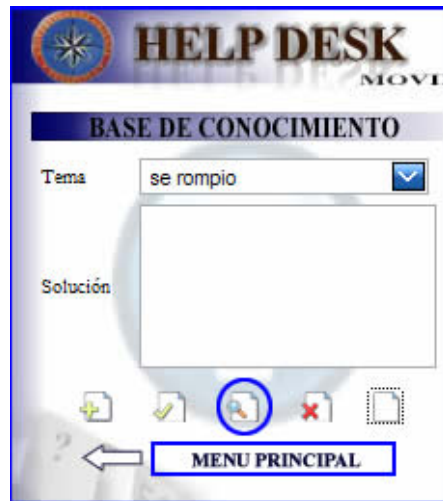 HELP DESK
MOVI
BASE DE CONOCIMIENTO
Tema
se rompio
Solución
?
MENU PRINCIPAL